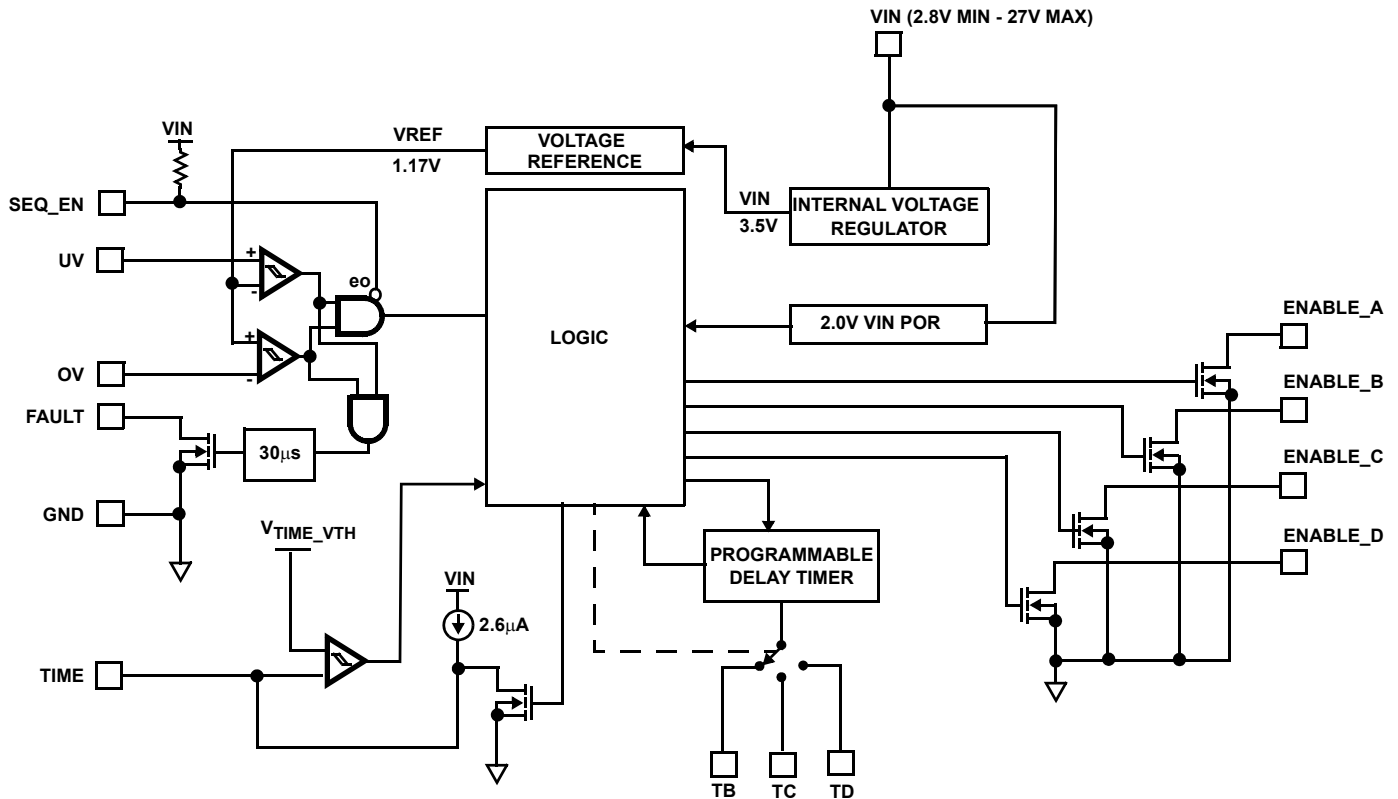 VIN (2.8V MIN - 27V MAX)
VIN
VREF
1.17V
VOLTAGE
REFERENCE
SEQ_EN
VIN
3.5V
INTERNAL VOLTAGE
REGULATOR
UV
+
-
eo
LOGIC
2.0V VIN POR
ENABLE_A
+
-
OV
ENABLE_B
FAULT
30μs
ENABLE_C
GND
VTIME_VTH
ENABLE_D
PROGRAMMABLE
DELAY TIMER
VIN
2.6μA
TIME
TB
TC
TD